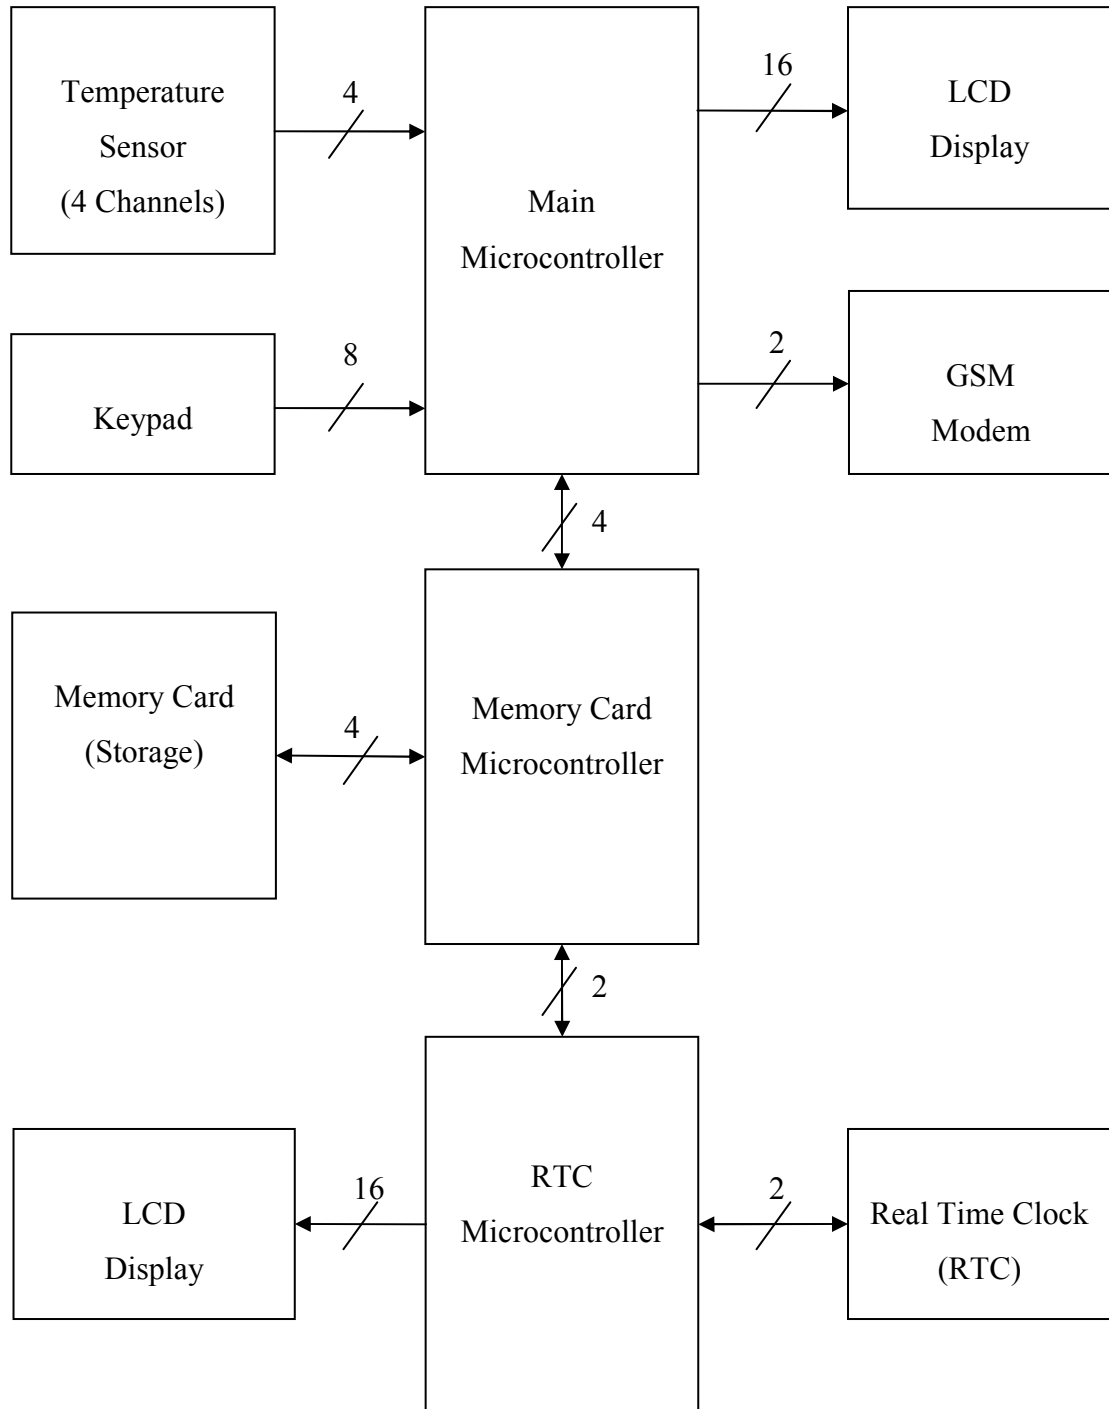 Temperature
Sensor
(4 Channels)
4
Main
Microcontroller
16
LCD
Display
Keypad
8
2
GSM
Modem
4
Memory Card
(Storage)
4
Memory Card
Microcontroller
2
LCD
Display
16
RTC
Microcontroller
2
Real Time Clock
(RTC)